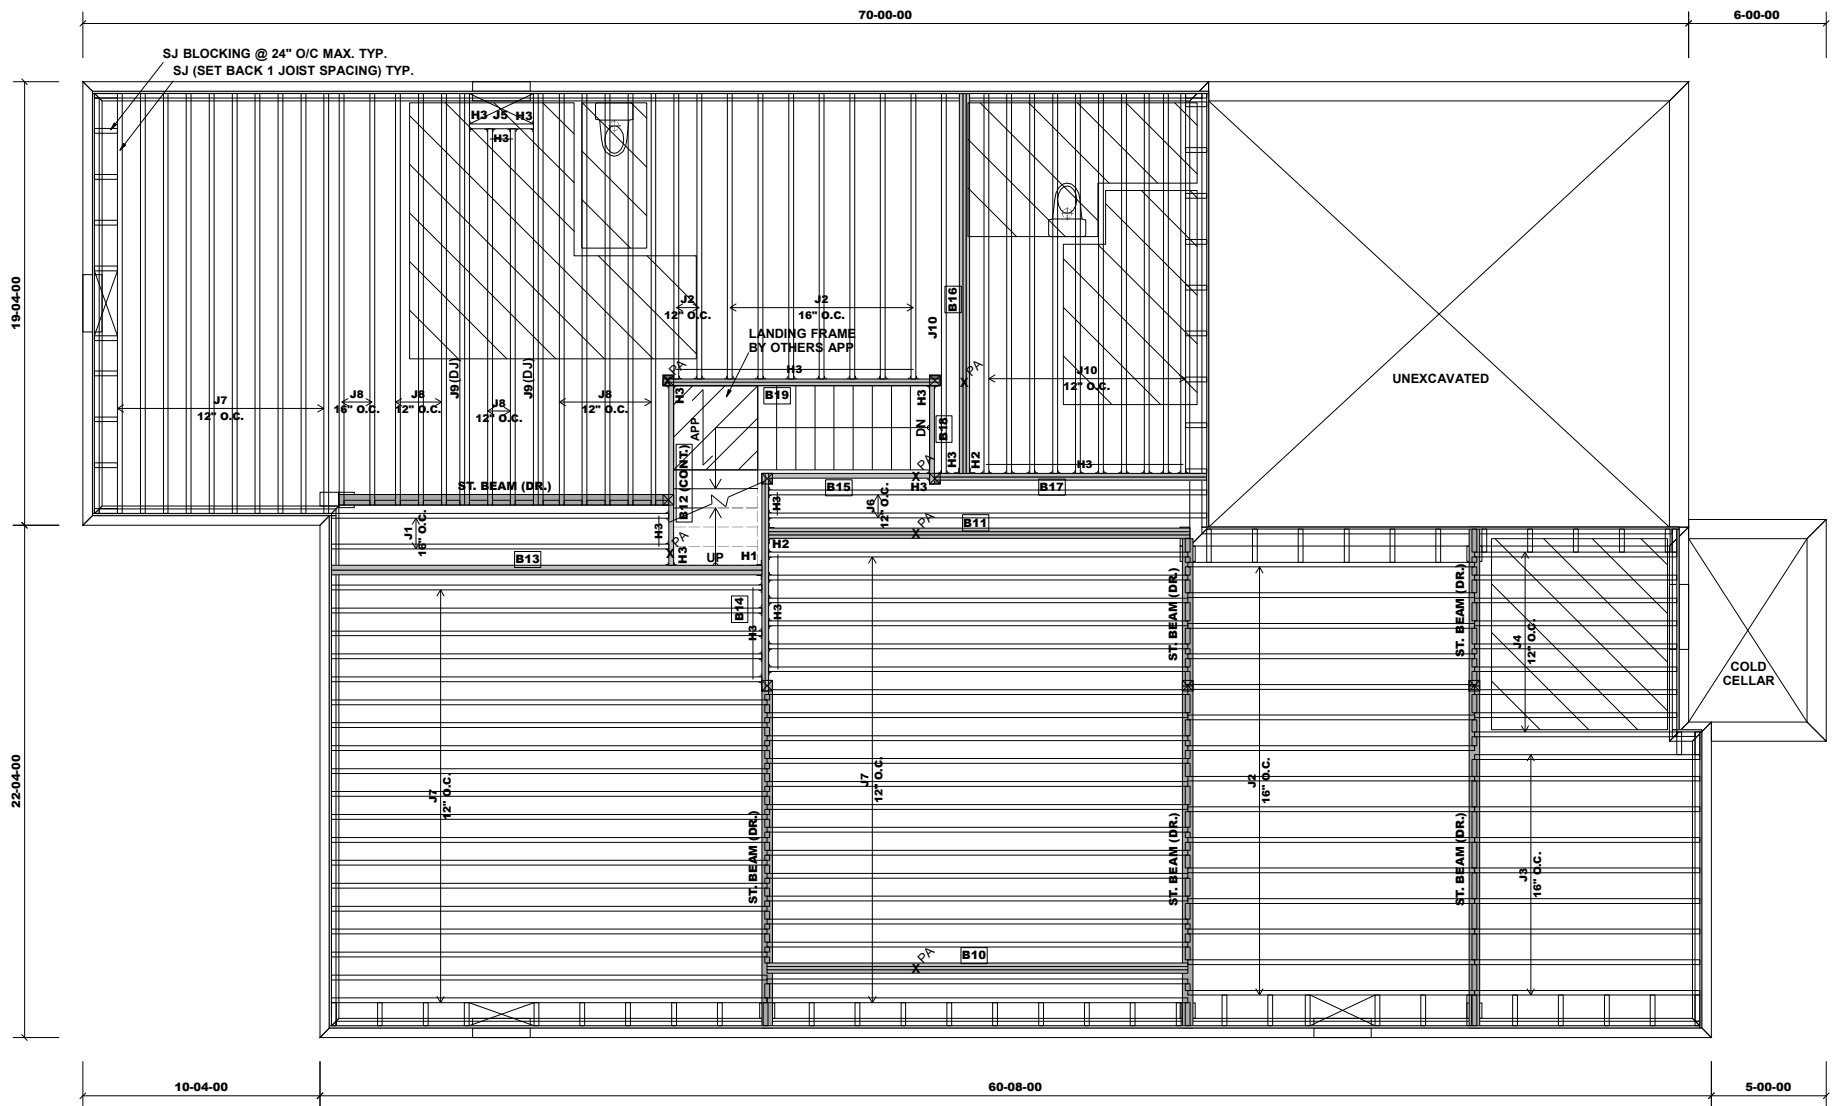 70-00-00
6-00-00
SJ BLOCKING @ 24" O/C MAX. TYP.
SJ (SET BACK 1 JOIST SPACING) TYP.
H3 J5 H3
H3
19-04-00
J2
12" O.C.
J2
16" O.C.
B16
J10
LANDING FRAME
BY OTHERS APP
PA
PA
H3
J10
12" O.C.
UNEXCAVATED
J9(DJ)
J9(DJ)
J7
12" O.C.
J8
16" O.C.
J8
12" O.C.
J8
12" O.C.
J8
12" O.C.
H3
B19
H3
APP
DN
B18
B12 (CONT.)
H3
H2
H3
PA
ST. BEAM (DR.)
B15
H3
B17
H3
J6
12" O.C.
J1
16" O.C.
H3
PA
B11
PA
H2
B13
H3
UP
H1
B14
H3
H3
ST. BEAM (DR.)
ST. BEAM (DR.)
J4
12" O.C.
COLD
CELLAR
22-04-00
J7
12" O.C.
J7
12" O.C.
J2
16" O.C.
ST. BEAM (DR.)
ST. BEAM (DR.)
ST. BEAM (DR.)
J3
16" O.C.
B10
PA
10-04-00
60-08-00
5-00-00